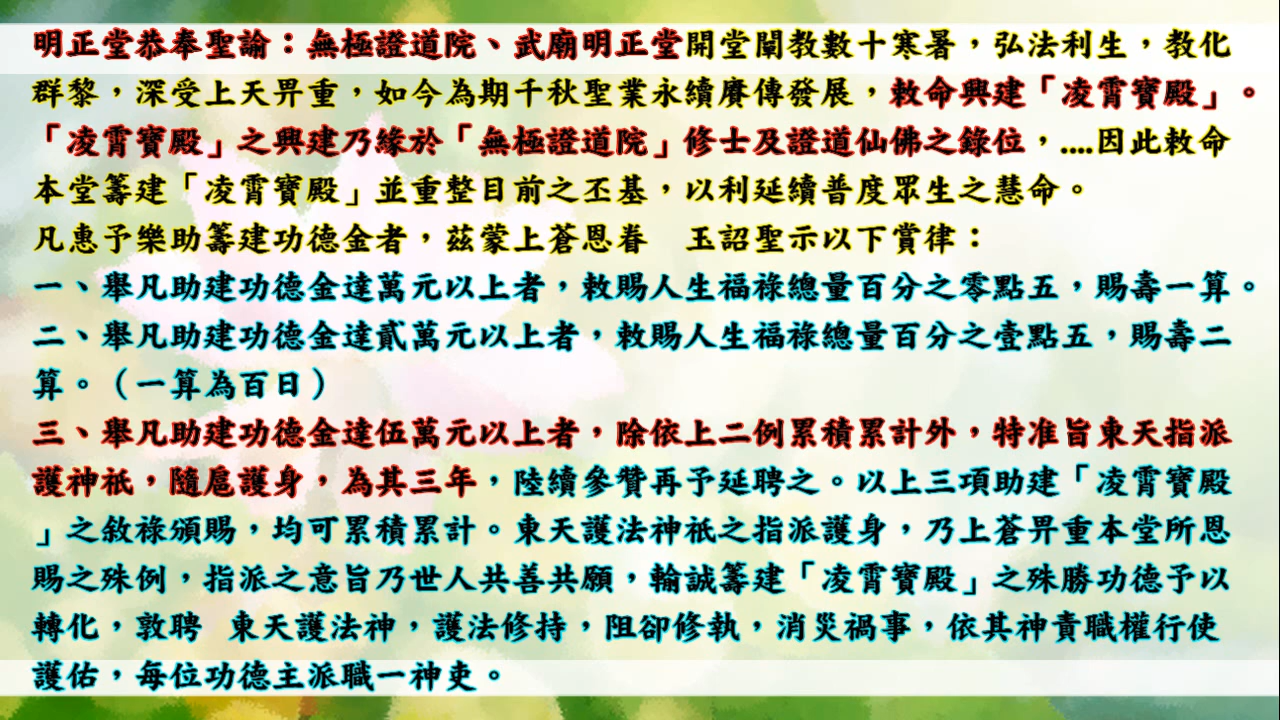 明正堂恭奉聖諭：無極證道院、武廟明正堂開堂闡教數十寒暑，弘法利生，教化
群黎，深受上天畀重，如今為期千秋聖業永續賡傳發展，敕命興建「凌霄寶殿」。
「凌霄寶殿」之興建乃緣於「無極證道院」修士及證道仙佛之錄位，....因此敕命
本堂籌建「凌霄寶殿」並重整目前之丕基，以利延續普度眾生之慧命。
凡惠予樂助籌建功德金者，茲蒙上蒼恩眷　玉詔聖示以下賞律：
一、舉凡助建功德金達萬元以上者，敕賜人生福祿總量百分之零點五，賜壽一算。
二、舉凡助建功德金達貳萬元以上者，敕賜人生福祿總量百分之壹點五，賜壽二
算。（一算為百日）
三、舉凡助建功德金達伍萬元以上者，除依上二例累積累計外，特准旨東天指派
護神祇，隨扈護身，為其三年，陸續參贊再予延聘之。以上三項助建「凌霄寶殿
」之敘祿頒賜，均可累積累計。東天護法神祇之指派護身，乃上蒼畀重本堂所恩
賜之殊例，指派之意旨乃世人共善共願，輸誠籌建「凌霄寶殿」之殊勝功德予以
轉化，敦聘　東天護法神，護法修持，阻卻修執，消災禍事，依其神責職權行使
護佑，每位功德主派職一神吏。